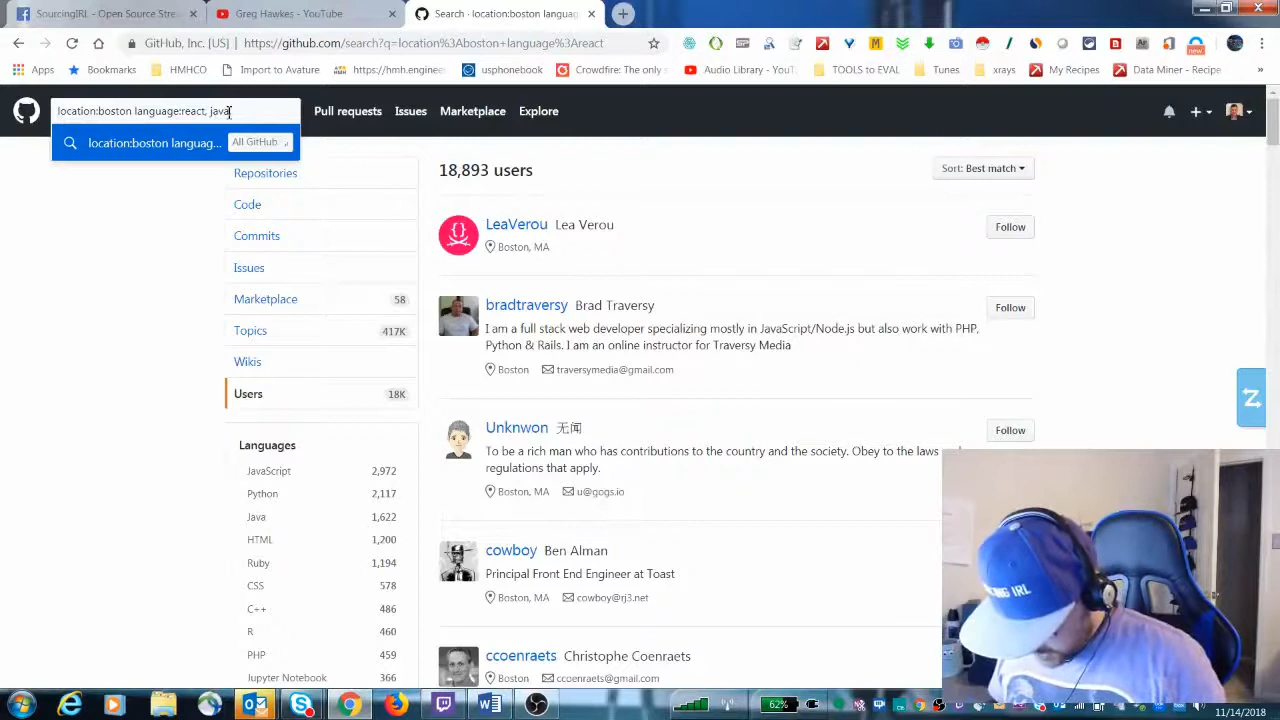 SourcingIRL - Open Source Stre
Greg Hawkes - YouTube
Search · location:boston languag
GitHub, Inc. [US]
https://github.com/search?q=location%3Aboston+language%3Areact
Apps
Bookmarks
HMHCO
Import to Avature
https://hmh.avature
usphonebook
Crowdfire: the smart
Audio Library - You
TOOLS to EVAL
Tunes
xrays
My Recipes
Data Miner - Recipe
location:boston language:react, java
Pull requests
Issues
Marketplace
Explore
location:boston languag...
All GitHub
Repositories
Code
Commits
Issues
Marketplace 58
Topics 417K
Wikis
Users 18K
Languages
JavaScript 2,972
Python 2,117
Java 1,622
HTML 1,200
Ruby 1,194
CSS 578
C++ 486
R 460
PHP 459
Jupyter Notebook 366
18,893 users
Sort: Best match
LeaVerou Lea Verou
Follow
Boston, MA
bradtraversy Brad Traversy
Follow
I am a full stack web developer specializing mostly in JavaScript/Node.js but also work with PHP,
Python & Rails. I am an online instructor for Traversy Media
Boston traversymedia@gmail.com
Unknwon 无闻
Follow
To be a rich man who has contributions to the country and the society. Obey to the laws
regulations that apply.
Boston, MA u@gogs.io
cowboy Ben Alman
Principal Front End Engineer at Toast
Boston, MA cowboy@rj3.net
ccoenraets Christophe Coenraets
Boston ccoenraets@gmail.com
IRL
62%
11/14/2018